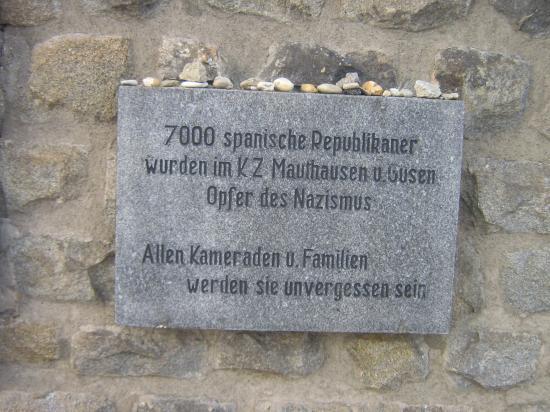 7000 spanische Republikaner
wurden im K Z Mauthausen u. Gusen
Opfer des Nazismus
Allen Kameraden u. Familien
werden sie unvergessen sein